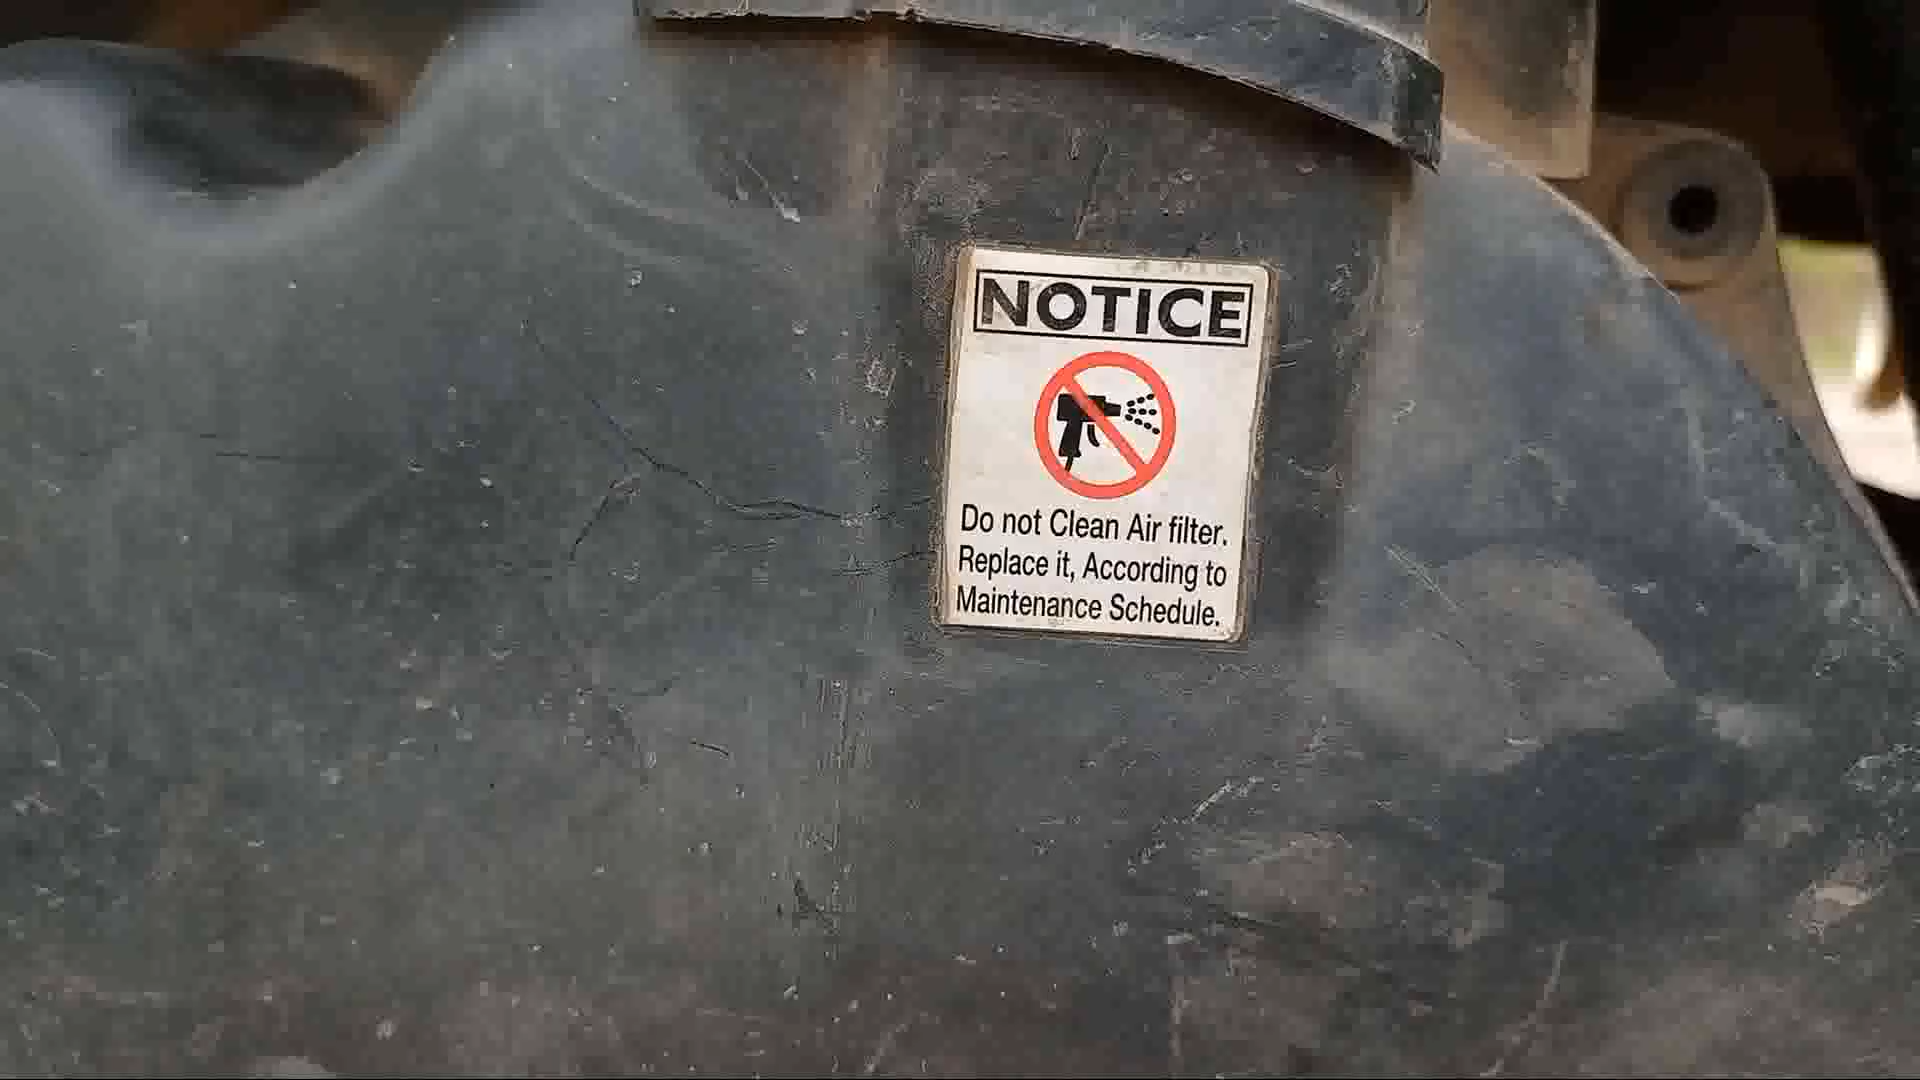 NOTICE
Do not Clean Air filter.
Replace it, According to
Maintenance Schedule.